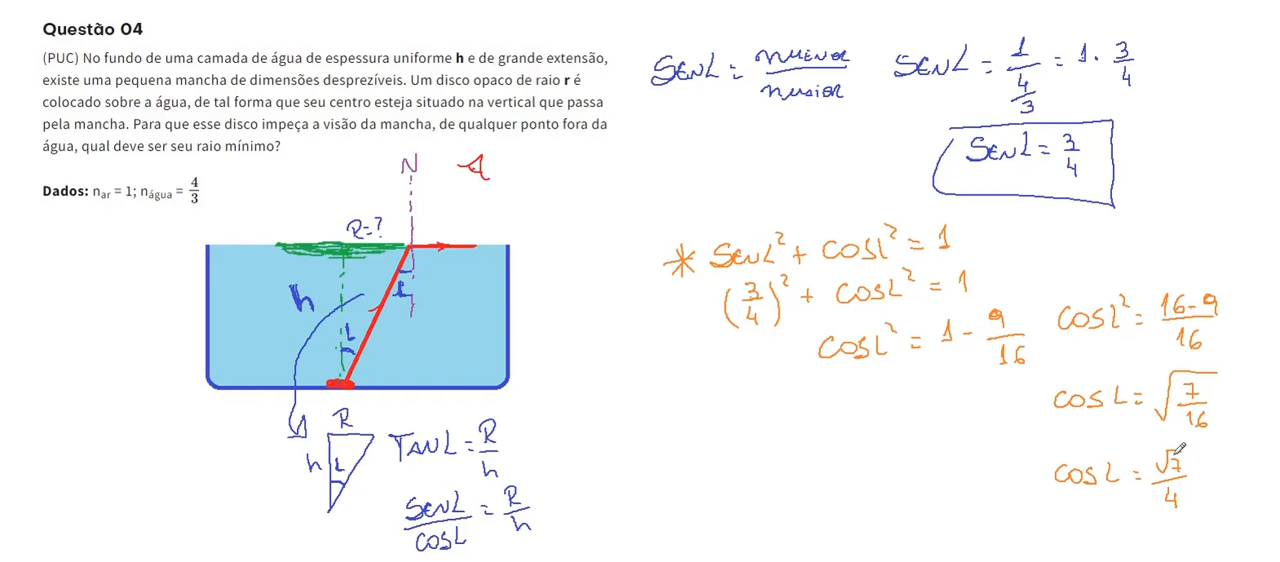 Questão 04
(PUC) No fundo de uma camada de água de espessura uniforme h e de grande extensão,
existe uma pequena mancha de dimensões desprezíveis. Um disco opaco de raio r é
colocado sobre a água, de tal forma que seu centro esteja situado na vertical que passa
pela mancha. Para que esse disco impeça a visão da mancha, de qualquer ponto fora da
água, qual deve ser seu raio mínimo?
Dados: n_ar = 1; n_água = 4/3
N
R=?
h
L
L
R
h
L
TANL = R/h
SENL/COSL = R/h
SENL = nMENOR/nMAIOR
SENL = 1/(4/3) = 1 · 3/4
SENL = 3/4
* SENL² + COSL² = 1
(3/4)² + COSL² = 1
COSL² = 1 - 9/16
COSL² = 16-9/16
COSL = √7/16
COSL = √7/4